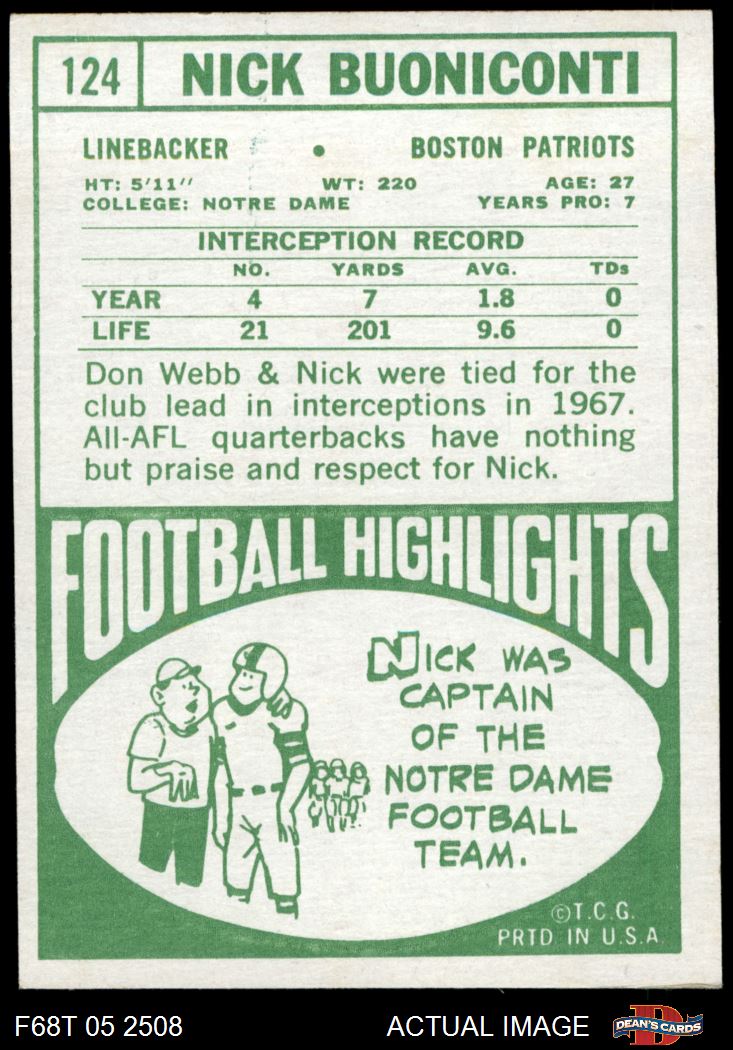 124 NICK BUONICONTI
LINEBACKER • BOSTON PATRIOTS
HT: 5'11" WT: 220 AGE: 27
COLLEGE: NOTRE DAME YEARS PRO: 7
INTERCEPTION RECORD
NO. YARDS AVG. TDs
YEAR 4 7 1.8 0
LIFE 21 201 9.6 0
Don Webb & Nick were tied for the
club lead in interceptions in 1967.
All-AFL quarterbacks have nothing
but praise and respect for Nick.
FOOTBALL HIGHLIGHTS
NICK WAS
CAPTAIN
OF THE
NOTRE DAME
FOOTBALL
TEAM.
©T.C.G.
PRTD IN U.S.A.
F68T 05 2508 ACTUAL IMAGE DEAN'S CARDS